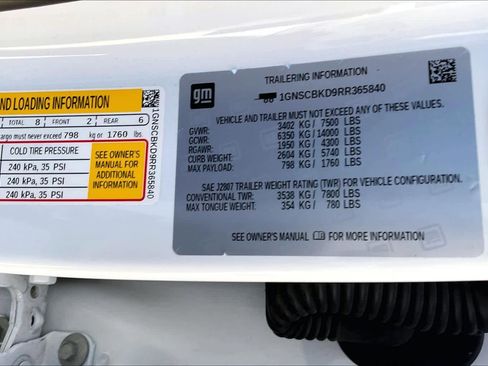 ND LOADING INFORMATION
TOTAL 8 FRONT 2 REAR 6
cargo must never exceed 798 kg or 1760 lbs.
COLD TIRE PRESSURE
240 kPa, 35 PSI
240 kPa, 35 PSI
240 kPa, 35 PSI
SEE OWNER'S
MANUAL FOR
ADDITIONAL
INFORMATION
1GNSCBKD9RR365840
gm
TRAILERING INFORMATION
1GNSCBKD9RR365840
VEHICLE AND TRAILER MUST NOT EXCEED ANY OF THESE VALUES.
GVWR: 3402 KG / 7500 LBS
GCWR: 6350 KG / 14000 LBS
RGAWR: 1950 KG / 4300 LBS
CURB WEIGHT: 2604 KG / 5740 LBS
MAX PAYLOAD: 798 KG / 1760 LBS
SAE J2807 TRAILER WEIGHT RATING (TWR) FOR VEHICLE CONFIGURATION.
CONVENTIONAL TWR: 3538 KG / 7800 LBS
MAX TONGUE WEIGHT: 354 KG / 780 LBS
SEE OWNER'S MANUAL FOR MORE INFORMATION